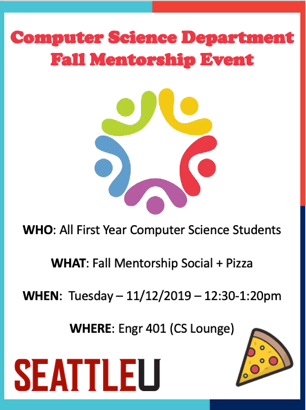 Computer Science Department
Fall Mentorship Event
WHO: All First Year Computer Science Students
WHAT: Fall Mentorship Social + Pizza
WHEN: Tuesday – 11/12/2019 – 12:30-1:20pm
WHERE: Engr 401 (CS Lounge)
SEATTLEU